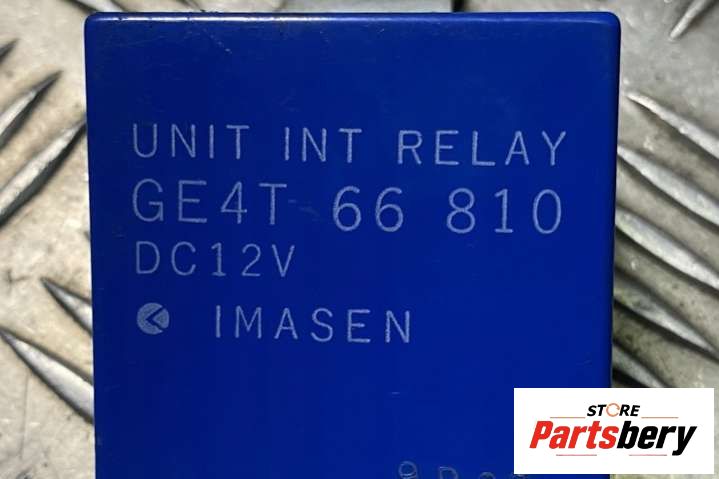 UNIT INT RELAY
GE4T 66 810
DC12V
IMASEN
STORE
Partsbery